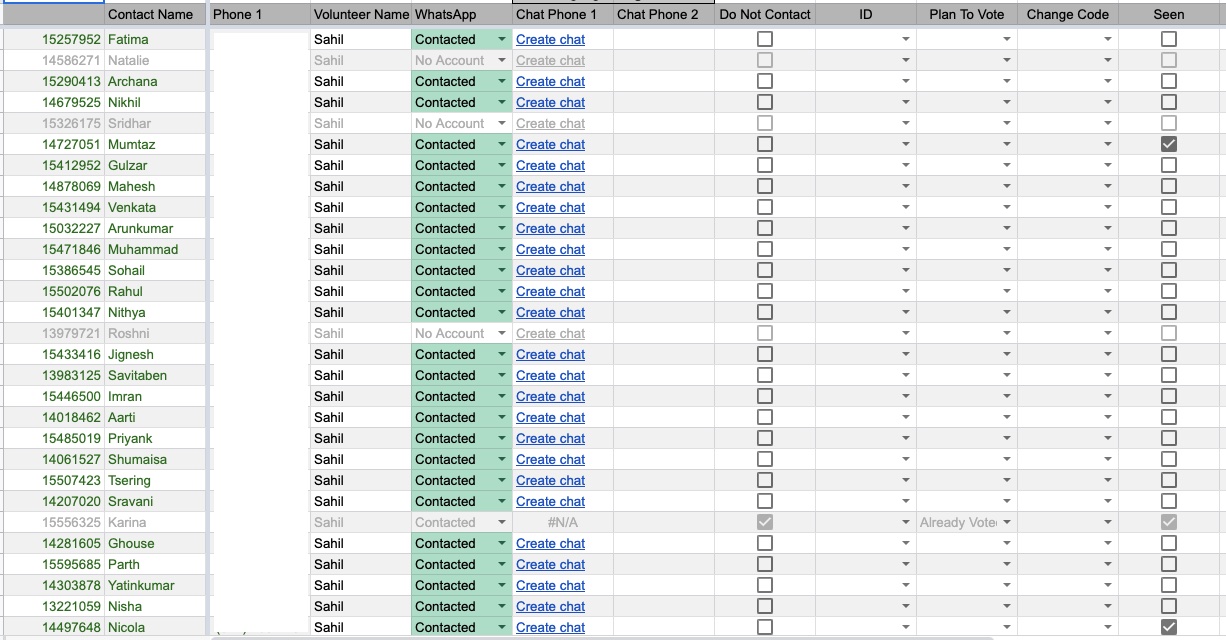 Contact Name Phone 1 Volunteer Name WhatsApp Chat Phone 1 Chat Phone 2 Do Not Contact ID Plan To Vote Change Code Seen
15257952 Fatima Sahil Contacted Create chat
14586271 Natalie Sahil No Account Create chat
15290413 Archana Sahil Contacted Create chat
14679525 Nikhil Sahil Contacted Create chat
15326175 Sridhar Sahil No Account Create chat
14727051 Mumtaz Sahil Contacted Create chat
15412952 Gulzar Sahil Contacted Create chat
14878069 Mahesh Sahil Contacted Create chat
15431494 Venkata Sahil Contacted Create chat
15032227 Arunkumar Sahil Contacted Create chat
15471846 Muhammad Sahil Contacted Create chat
15386545 Sohail Sahil Contacted Create chat
15502076 Rahul Sahil Contacted Create chat
15401347 Nithya Sahil Contacted Create chat
13979721 Roshni Sahil No Account Create chat
15433416 Jignesh Sahil Contacted Create chat
13983125 Savitaben Sahil Contacted Create chat
15446500 Imran Sahil Contacted Create chat
14018462 Aarti Sahil Contacted Create chat
15485019 Priyank Sahil Contacted Create chat
14061527 Shumaisa Sahil Contacted Create chat
15507423 Tsering Sahil Contacted Create chat
14207020 Sravani Sahil Contacted Create chat
15556325 Karina Sahil Contacted #N/A Already Vote
14281605 Ghouse Sahil Contacted Create chat
15595685 Parth Sahil Contacted Create chat
14303878 Yatinkumar Sahil Contacted Create chat
13221059 Nisha Sahil Contacted Create chat
14497648 Nicola Sahil Contacted Create chat